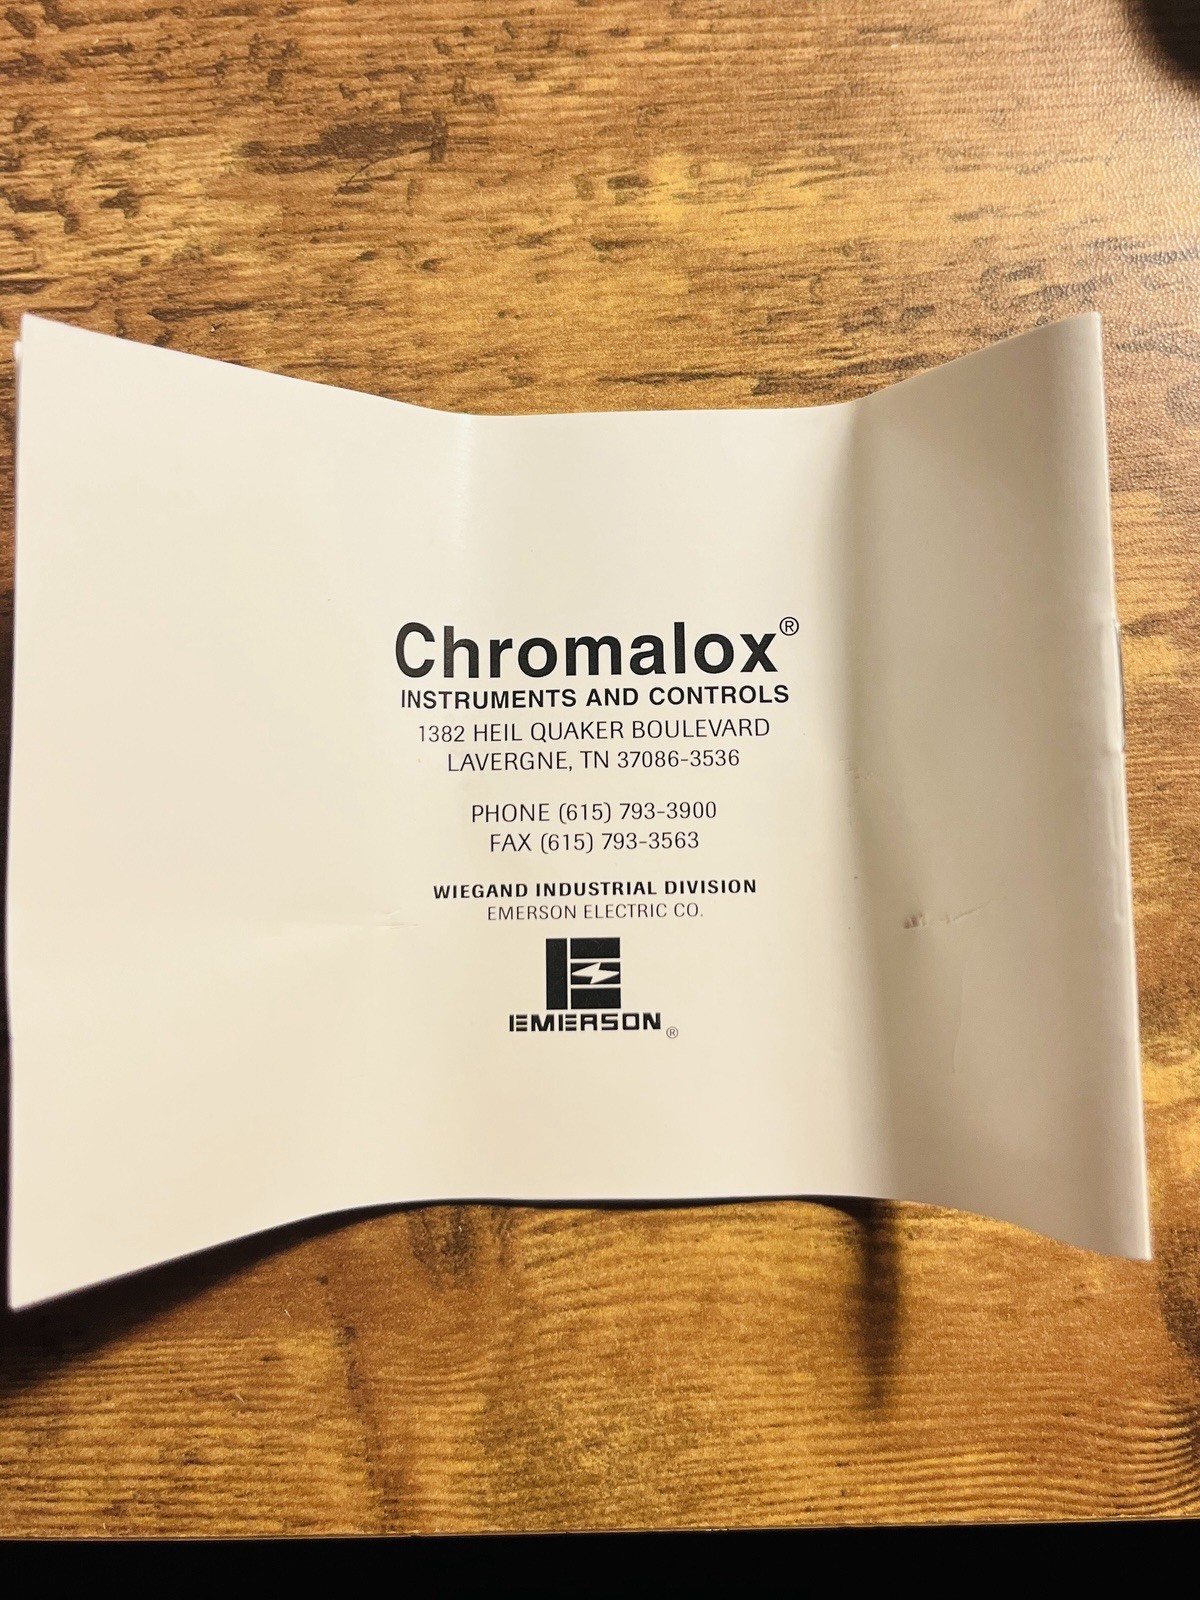 Chromalox®
INSTRUMENTS AND CONTROLS
1382 HEIL QUAKER BOULEVARD
LAVERGNE, TN 37086-3536
PHONE (615) 793-3900
FAX (615) 793-3563
WIEGAND INDUSTRIAL DIVISION
EMERSON ELECTRIC CO.
EMERSON®